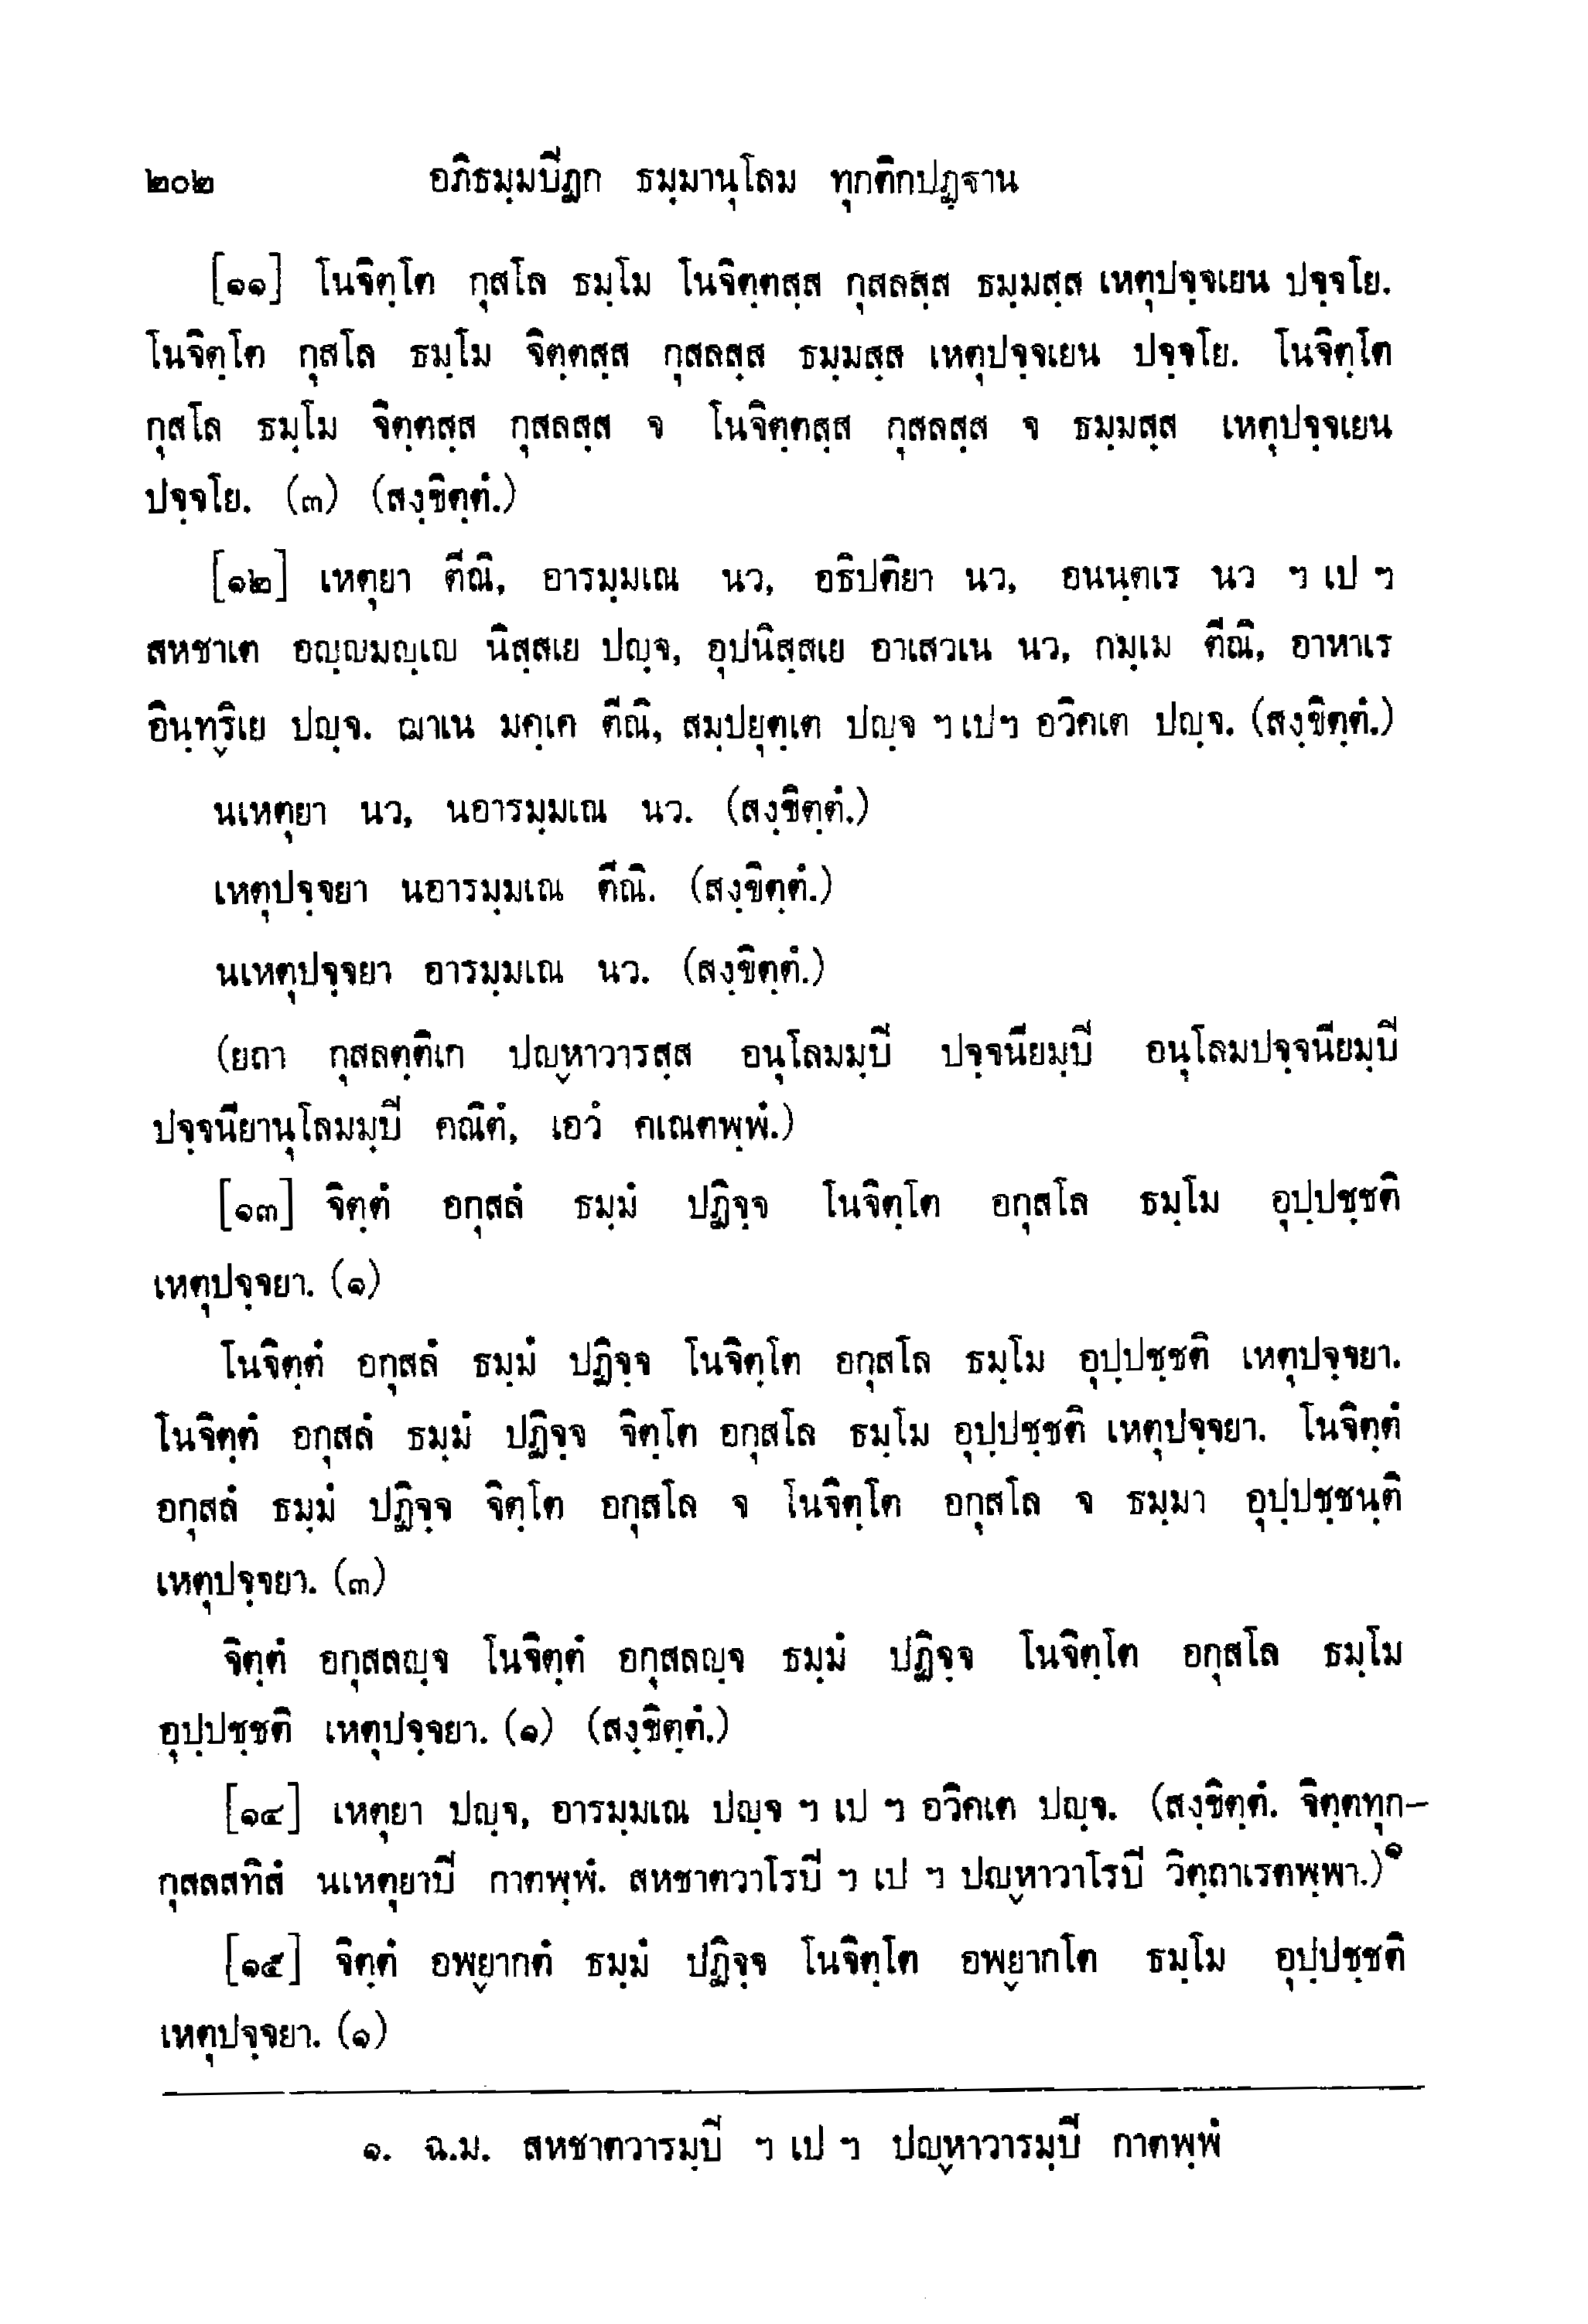 ๒๐๒ อภิธมฺมปิฏก ธมฺมานุโลม ทุกติกปฏฺฐาน
[๑๑] โนจิตฺโต กุสโล ธมฺโม โนจิตฺตสฺส กุสลสฺส ธมฺมสฺส เหตุปจฺจเยน ปจฺจโย.
โนจิตฺโต กุสโล ธมฺโม จิตฺตสฺส กุสลสฺส ธมฺมสฺส เหตุปจฺจเยน ปจฺจโย. โนจิตฺโต
กุสโล ธมฺโม จิตฺตสฺส กุสลสฺส จ โนจิตฺตสฺส กุสลสฺส จ ธมฺมสฺส เหตุปจฺจเยน
ปจฺจโย. (๓) (สงฺขิตฺตํ.)
[๑๒] เหตุยา ตีณิ, อารมฺมเณ นว, อธิปติยา นว, อนนฺตเร นว ฯ เป ฯ
สหชาเต อญฺญมญฺเญ นิสฺสเย ปญฺจ, อุปนิสฺสเย อาเสวเน นว, กมฺเม ตีณิ, อาหาเร
อินฺทฺริเย ปญฺจ. ฌาเน มคฺเค ตีณิ, สมฺปยุตฺเต ปญฺจ ฯ เป ฯ อวิคเต ปญฺจ. (สงฺขิตฺตํ.)
นเหตุยา นว, นอารมฺมเณ นว. (สงฺขิตฺตํ.)
เหตุปจฺจยา นอารมฺมเณ ตีณิ. (สงฺขิตฺตํ.)
นเหตุปจฺจยา อารมฺมเณ นว. (สงฺขิตฺตํ.)
(ยถา กุสลตฺติเก ปญฺหาวารสฺส อนุโลมมฺปิ ปจฺจนียมฺปิ อนุโลมปจฺจนียมฺปิ
ปจฺจนียานุโลมมฺปิ คณิตํ, เอวํ คเณตพฺพํ.)
[๑๓] จิตฺตํ อกุสลํ ธมฺมํ ปฏิจฺจ โนจิตฺโต อกุสโล ธมฺโม อุปฺปชฺชติ
เหตุปจฺจยา. (๑)
โนจิตฺตํ อกุสลํ ธมฺมํ ปฏิจฺจ โนจิตฺโต อกุสโล ธมฺโม อุปฺปชฺชติ เหตุปจฺจยา.
โนจิตฺตํ อกุสลํ ธมฺมํ ปฏิจฺจ จิตฺโต อกุสโล ธมฺโม อุปฺปชฺชติ เหตุปจฺจยา. โนจิตฺตํ
อกุสลํ ธมฺมํ ปฏิจฺจ จิตฺโต อกุสโล จ โนจิตฺโต อกุสโล จ ธมฺมา อุปฺปชฺชนฺติ
เหตุปจฺจยา. (๓)
จิตฺตํ อกุสลญฺจ โนจิตฺตํ อกุสลญฺจ ธมฺมํ ปฏิจฺจ โนจิตฺโต อกุสโล ธมฺโม
อุปฺปชฺชติ เหตุปจฺจยา. (๑) (สงฺขิตฺตํ.)
[๑๔] เหตุยา ปญฺจ, อารมฺมเณ ปญฺจ ฯ เป ฯ อวิคเต ปญฺจ. (สงฺขิตฺตํ. จิตฺตทุก-
กุสลสทิสํ นเหตุยาปิ กาตพฺพํ. สหชาตวาโรปิ ฯ เป ฯ ปญฺหาวาโรปิ วิตฺถาเรตพฺพา.)๑
[๑๕] จิตฺตํ อพฺยากตํ ธมฺมํ ปฏิจฺจ โนจิตฺโต อพฺยากโต ธมฺโม อุปฺปชฺชติ
เหตุปจฺจยา. (๑)
๑. ฉ.ม. สหชาตวารมฺปิ ฯ เป ฯ ปญฺหาวารมฺปิ กาตพฺพํ